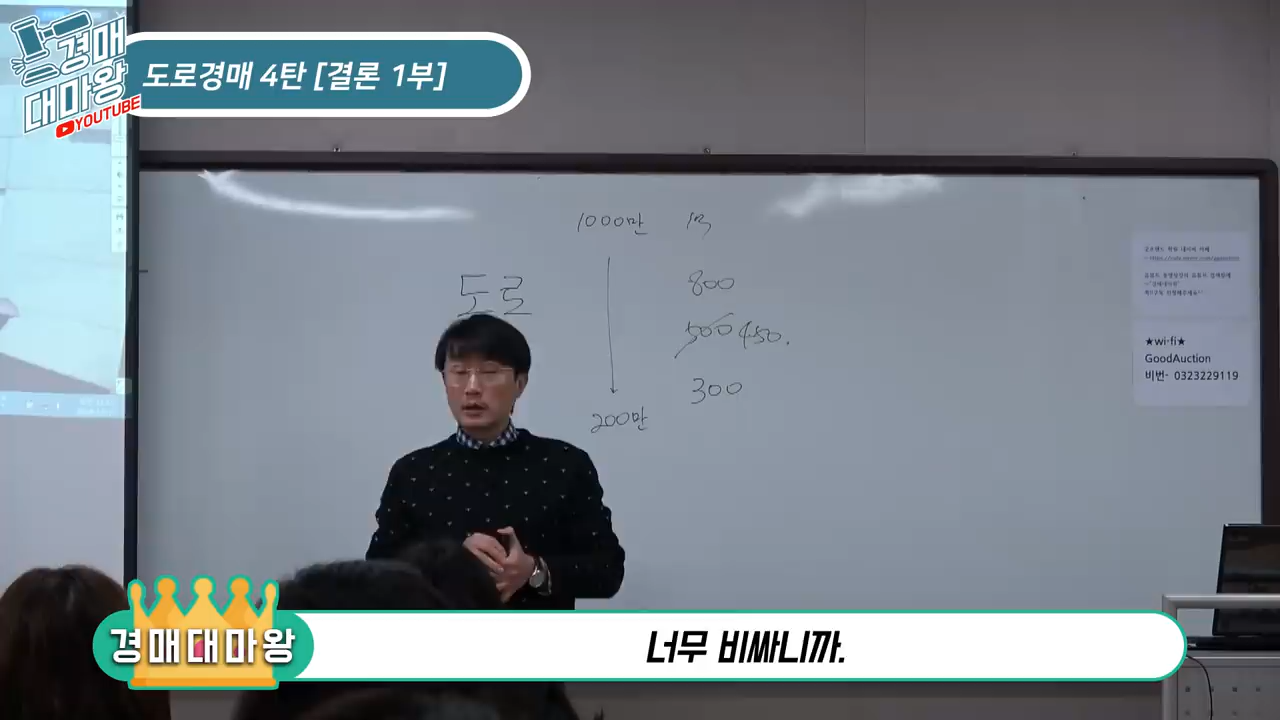 경매
대마왕
YOUTUBE
도로경매 4탄 [결론 1부]
1000만 1억
도로
800
500 450.
300
200만
★wi-fi★
GoodAuction
비번- 0323229119
경매대마왕
너무 비싸니까.